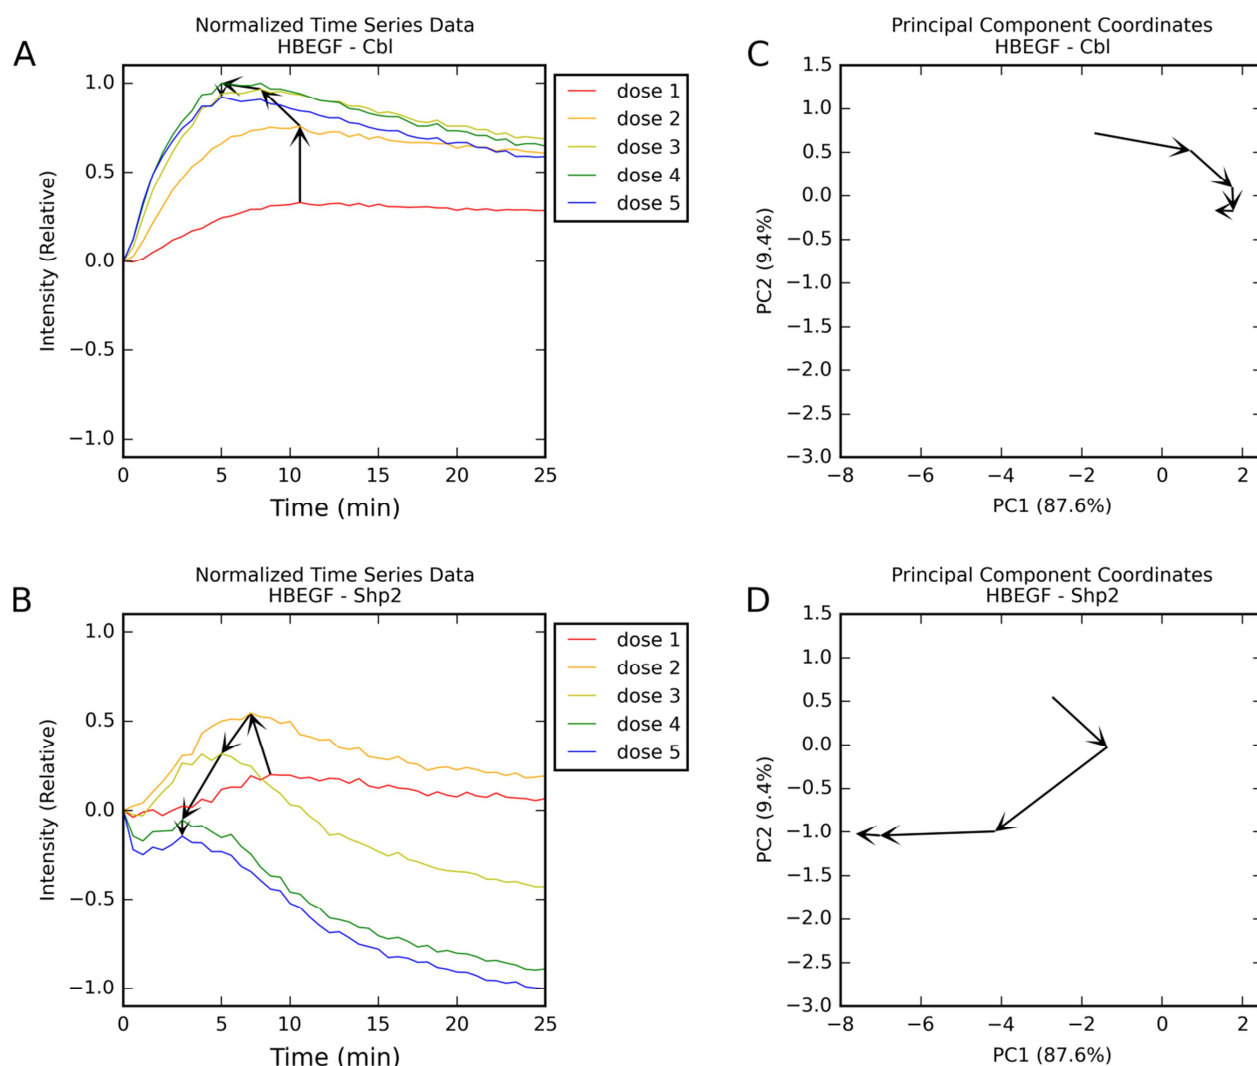 A
Normalized Time Series Data
HBEGF - Cbl
Intensity (Relative)
1.0
0.5
0.0
−0.5
−1.0
0 5 10 15 20 25
Time (min)
dose 1
dose 2
dose 3
dose 4
dose 5
C
Principal Component Coordinates
HBEGF - Cbl
PC2 (9.4%)
1.5
1.0
0.5
0.0
−0.5
−1.0
−1.5
−2.0
−2.5
−3.0
−8 −6 −4 −2 0 2
PC1 (87.6%)
B
Normalized Time Series Data
HBEGF - Shp2
Intensity (Relative)
1.0
0.5
0.0
−0.5
−1.0
0 5 10 15 20 25
Time (min)
dose 1
dose 2
dose 3
dose 4
dose 5
D
Principal Component Coordinates
HBEGF - Shp2
PC2 (9.4%)
1.5
1.0
0.5
0.0
−0.5
−1.0
−1.5
−2.0
−2.5
−3.0
−8 −6 −4 −2 0 2
PC1 (87.6%)